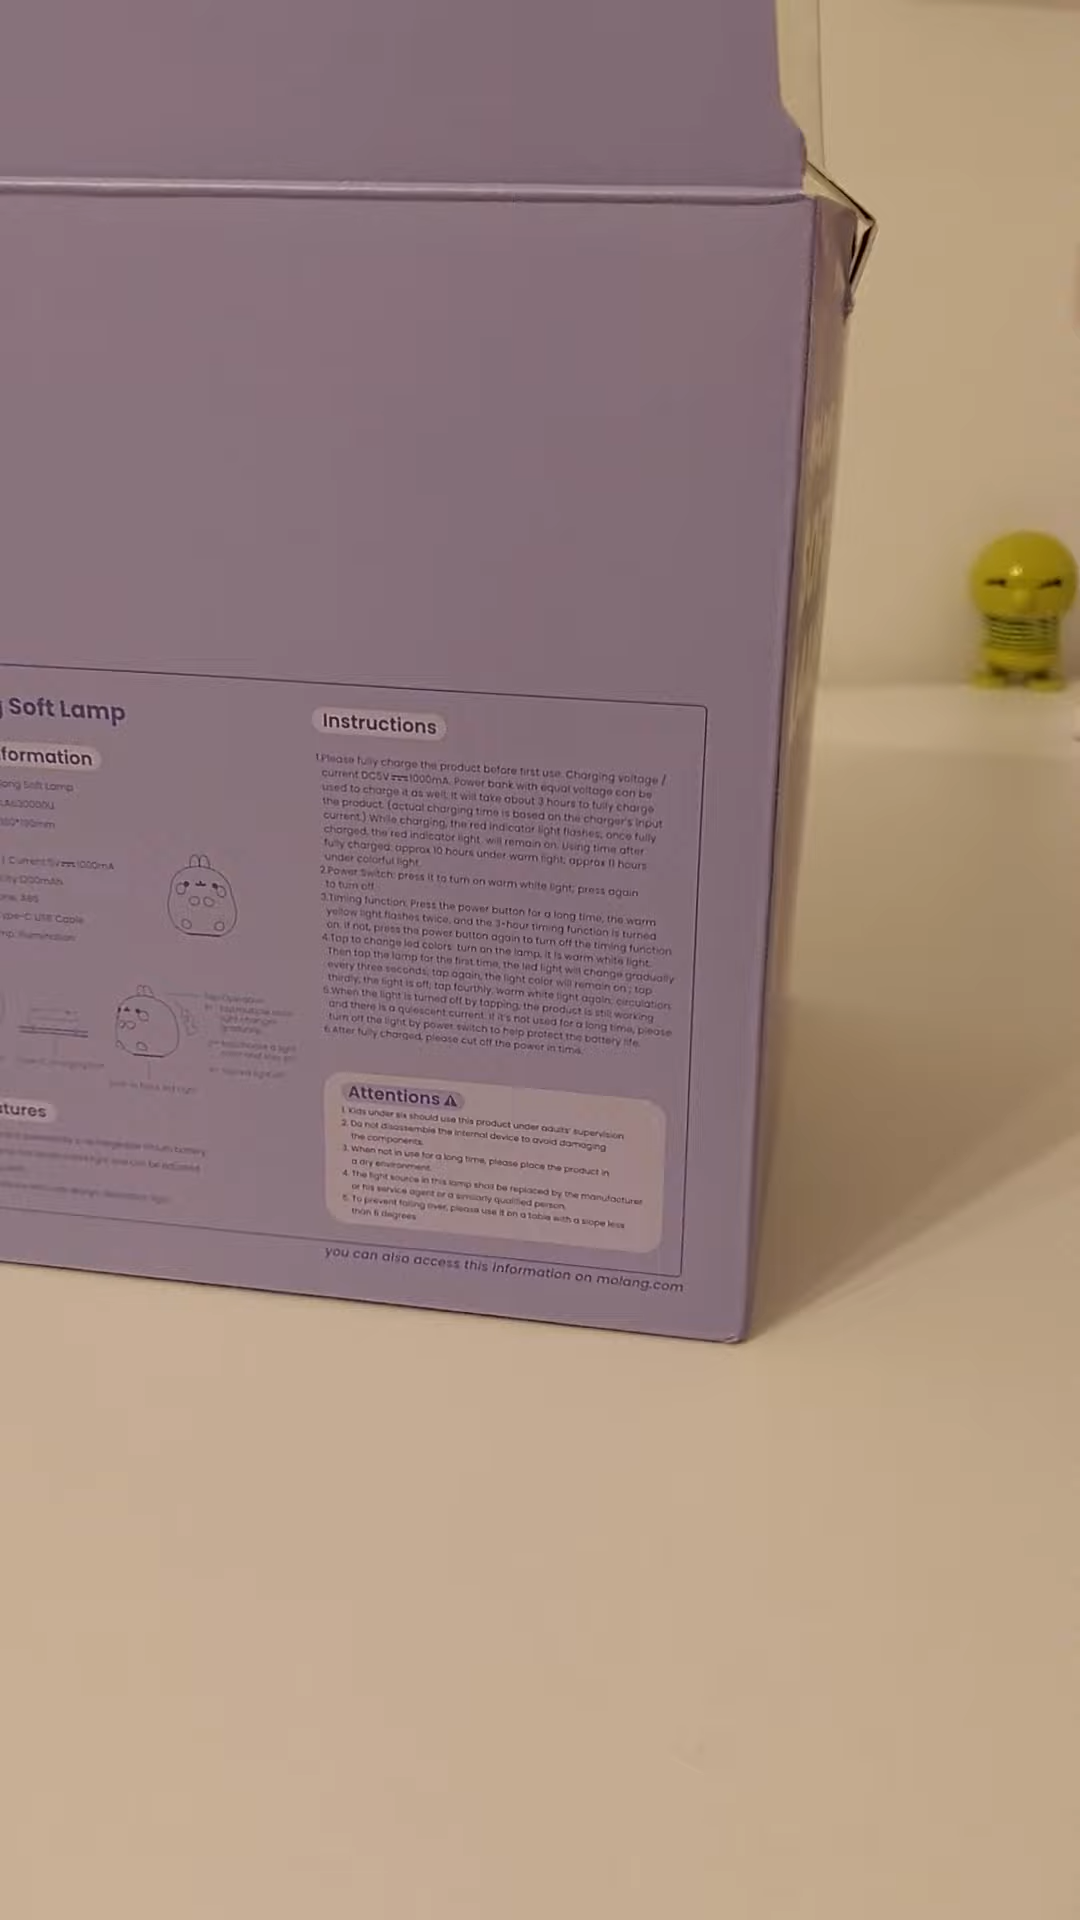 Soft Lamp
formation
ong Soft Lamp
Current:5V⎓1000mA
ity:1200mAh
ABS
ype-C USB Cable
Illumination
tures
Instructions
1.Please fully charge the product before first use. Charging voltage /
current DC5V⎓1000mA. Power bank with equal voltage can be
used to charge it as well; It will take about 3 hours to fully charge
the product. (actual charging time is based on the charger's input
current.) While charging, the red indicator light flashes; once fully
charged, the red indicator light will remain on. Using time after
fully charged: approx 10 hours under warm light; approx 11 hours
under colorful light.
2.Power Switch: press it to turn on warm white light; press again
to turn off.
3.Timing function: Press the power button for a long time, the warm
yellow light flashes twice, and the 3-hour timing function is turned
on. If not, press the power button again to turn off the timing function
4.Tap to change led colors: turn on the lamp, it is warm white light.
Then tap the lamp for the first time, the led light will change gradually
every three seconds; tap again, the light color will remain on; tap
thirdly, the light is off; tap fourthly, warm white light again; circulation.
5.When the light is turned off by tapping, the product is still working
and there is a quiescent current. If it's not used for a long time, please
turn off the light by power switch to help protect the battery life.
6.After fully charged, please cut off the power in time.
Attentions
1. Kids under six should use this product under adults' supervision
2. Do not disassemble the internal device to avoid damaging
the components.
3. When not in use for a long time, please place the product in
a dry environment.
4. The light source in this lamp shall be replaced by the manufacturer
or his service agent or a similarly qualified person.
5. To prevent falling over, please use it on a table with a slope less
than 6 degrees
you can also access this information on molang.com